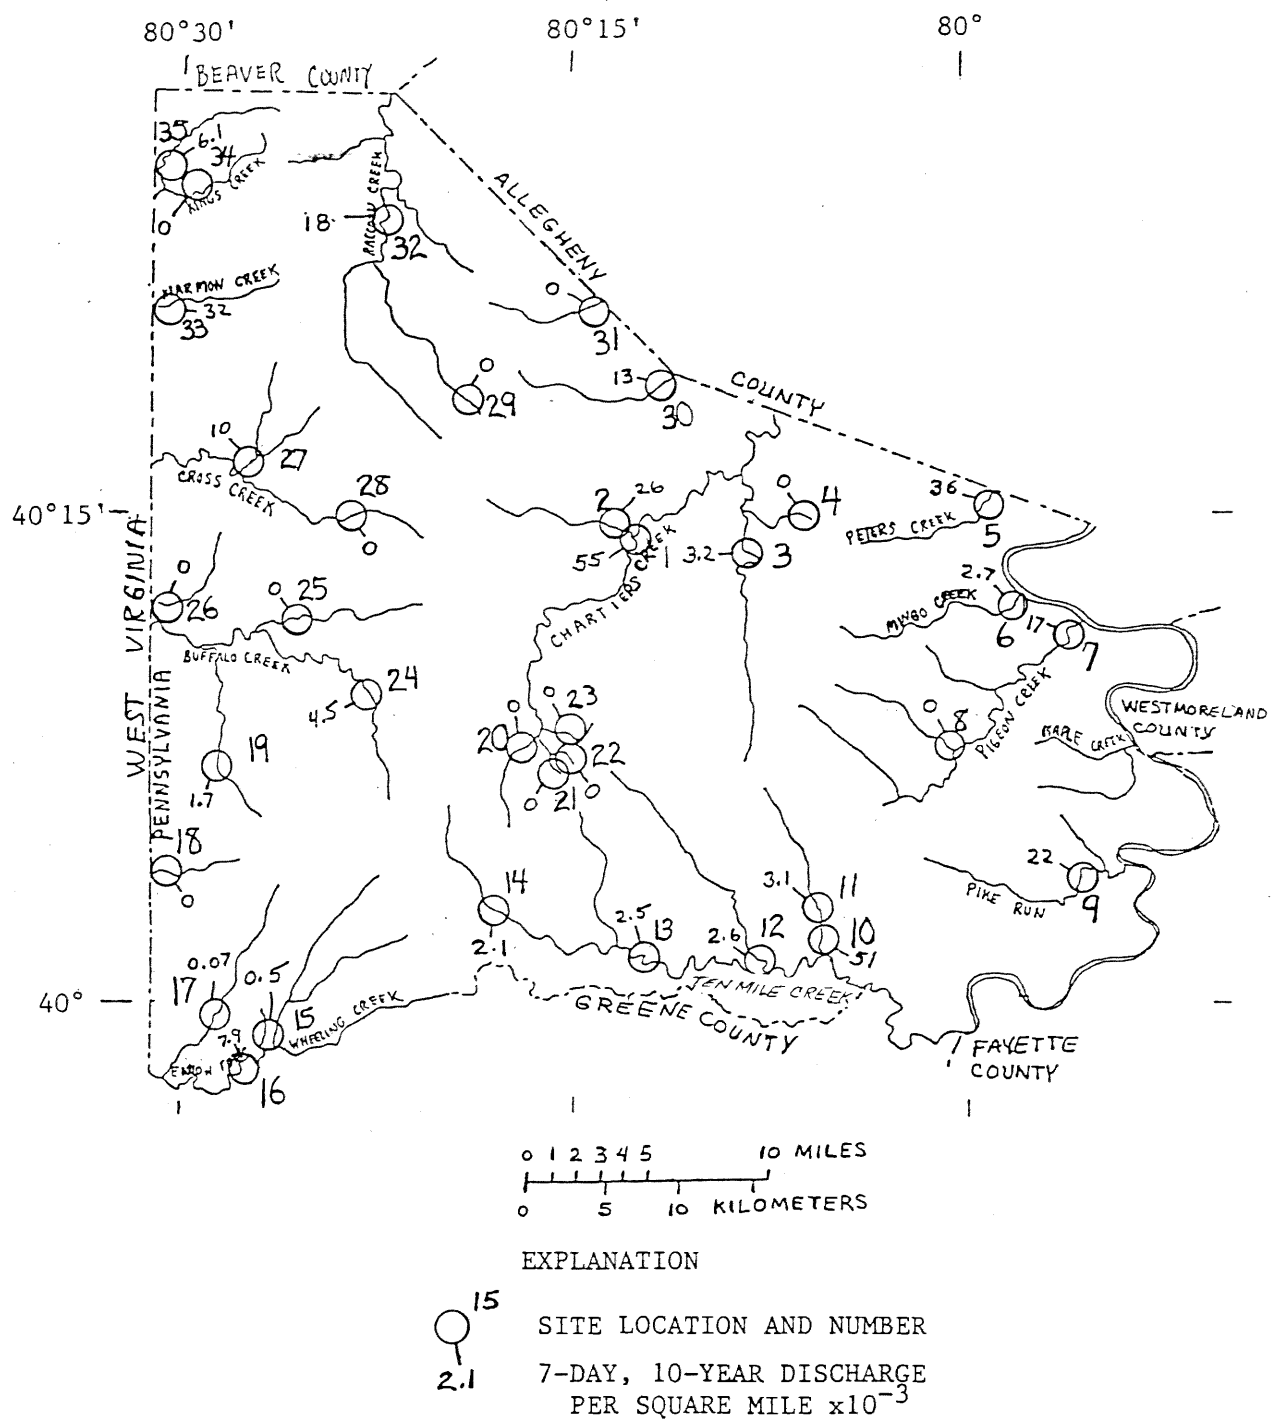 80°30' 80°15' 80°
BEAVER COUNTY
35
6.1
34
KINGS CREEK
0
ALLEGHENY
RACCOON CREEK
18
32
HARMON CREEK
32
33
0
31
0
29
13
30
COUNTY
10
27
CROSS CREEK
28
0
2
26
55
1
CHARTIERS CREEK
0
4
3.2
3
36
5
PETERS CREEK
40°15'
WEST VIRGINIA
PENNSYLVANIA
0
26
0
25
BUFFALO CREEK
24
4.5
19
1.7
18
0
2.7
MINGO CREEK
6
17
7
0
8
PIGEON CREEK
WESTMORELAND
COUNTY
MAPLE CREEK
0
20
0
23
22
0
21
0
14
2.1
2.5
13
2.6
12
3.1
11
10
51
22
9
PIKE RUN
TENMILE CREEK
GREENE COUNTY
40°
0.07
17
0.5
15
WHEELING CREEK
7.9
16
FAYETTE
COUNTY
0 1 2 3 4 5 10 MILES
0 5 10 KILOMETERS
EXPLANATION
15
SITE LOCATION AND NUMBER
2.1
7-DAY, 10-YEAR DISCHARGE
PER SQUARE MILE x10-3